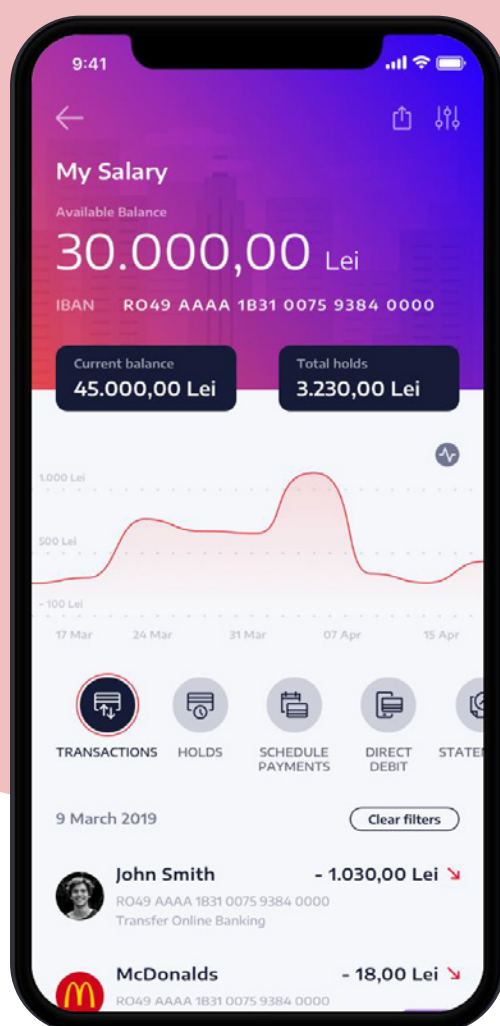 9:41
My Salary
Available Balance
30.000,00 Lei
IBAN RO49 AAAA 1B31 0075 9384 0000
Current balance
45.000,00 Lei
Total holds
3.230,00 Lei
1.000 Lei
500 Lei
- 100 Lei
17 Mar 24 Mar 31 Mar 07 Apr 15 Apr
TRANSACTIONS
HOLDS
SCHEDULE
PAYMENTS
DIRECT
DEBIT
STATE
9 March 2019
Clear filters
John Smith - 1.030,00 Lei
RO49 AAAA 1B31 0075 9384 0000
Transfer Online Banking
McDonalds - 18,00 Lei
RO49 AAAA 1B31 0075 9384 0000